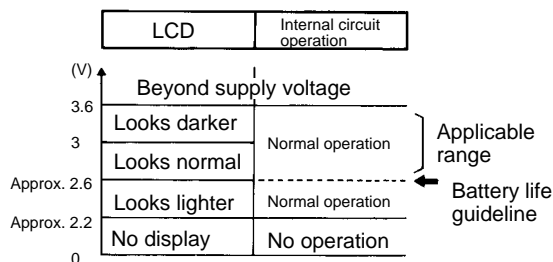 LCD
Internal circuit
operation
(V)
Beyond supply voltage
3.6
Looks darker
Normal operation
Applicable
range
3
Looks normal
Approx. 2.6
Battery life
guideline
Looks lighter
Normal operation
Approx. 2.2
No display
No operation
0